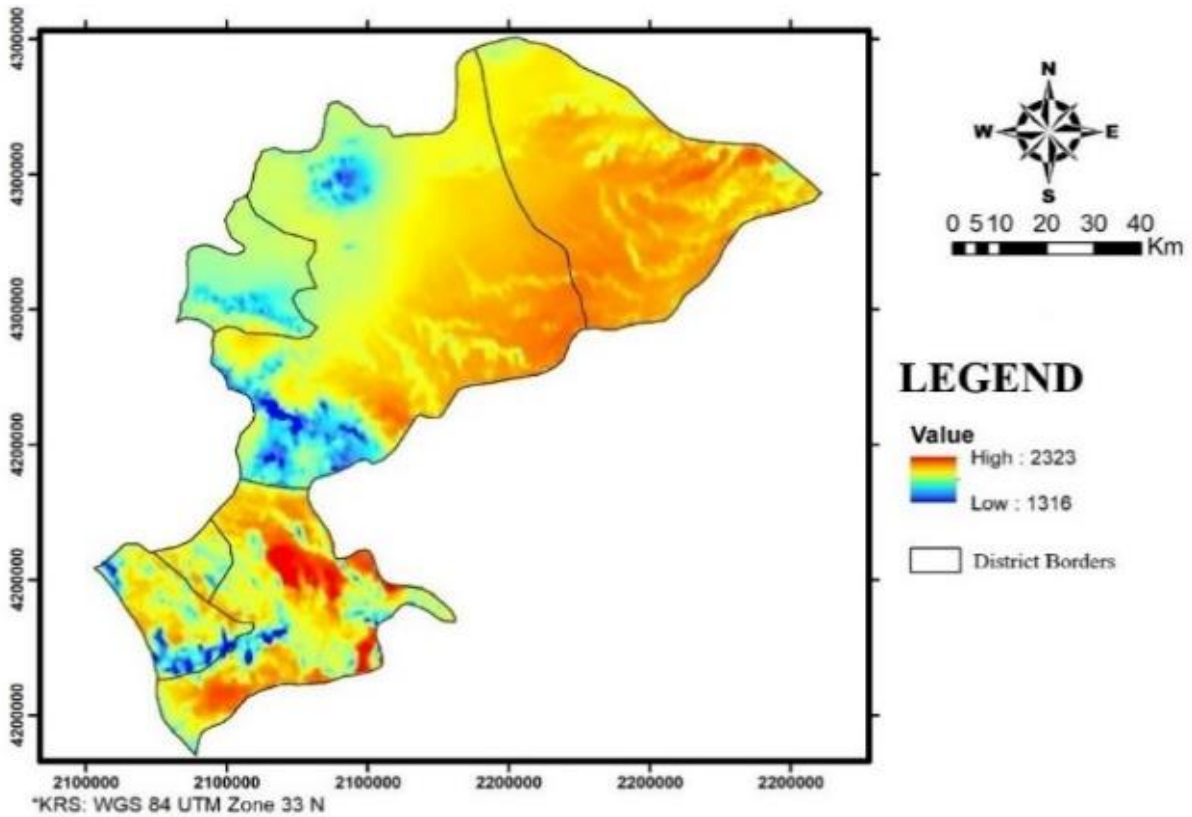 4300000
4300000
4300000
4200000
4200000
4200000
2100000 2100000 2100000 2200000 2200000 2200000
*KRS: WGS 84 UTM Zone 33 N
N
W E
S
0 5 10 20 30 40
Km
LEGEND
Value
High : 2323
Low : 1316
District Borders